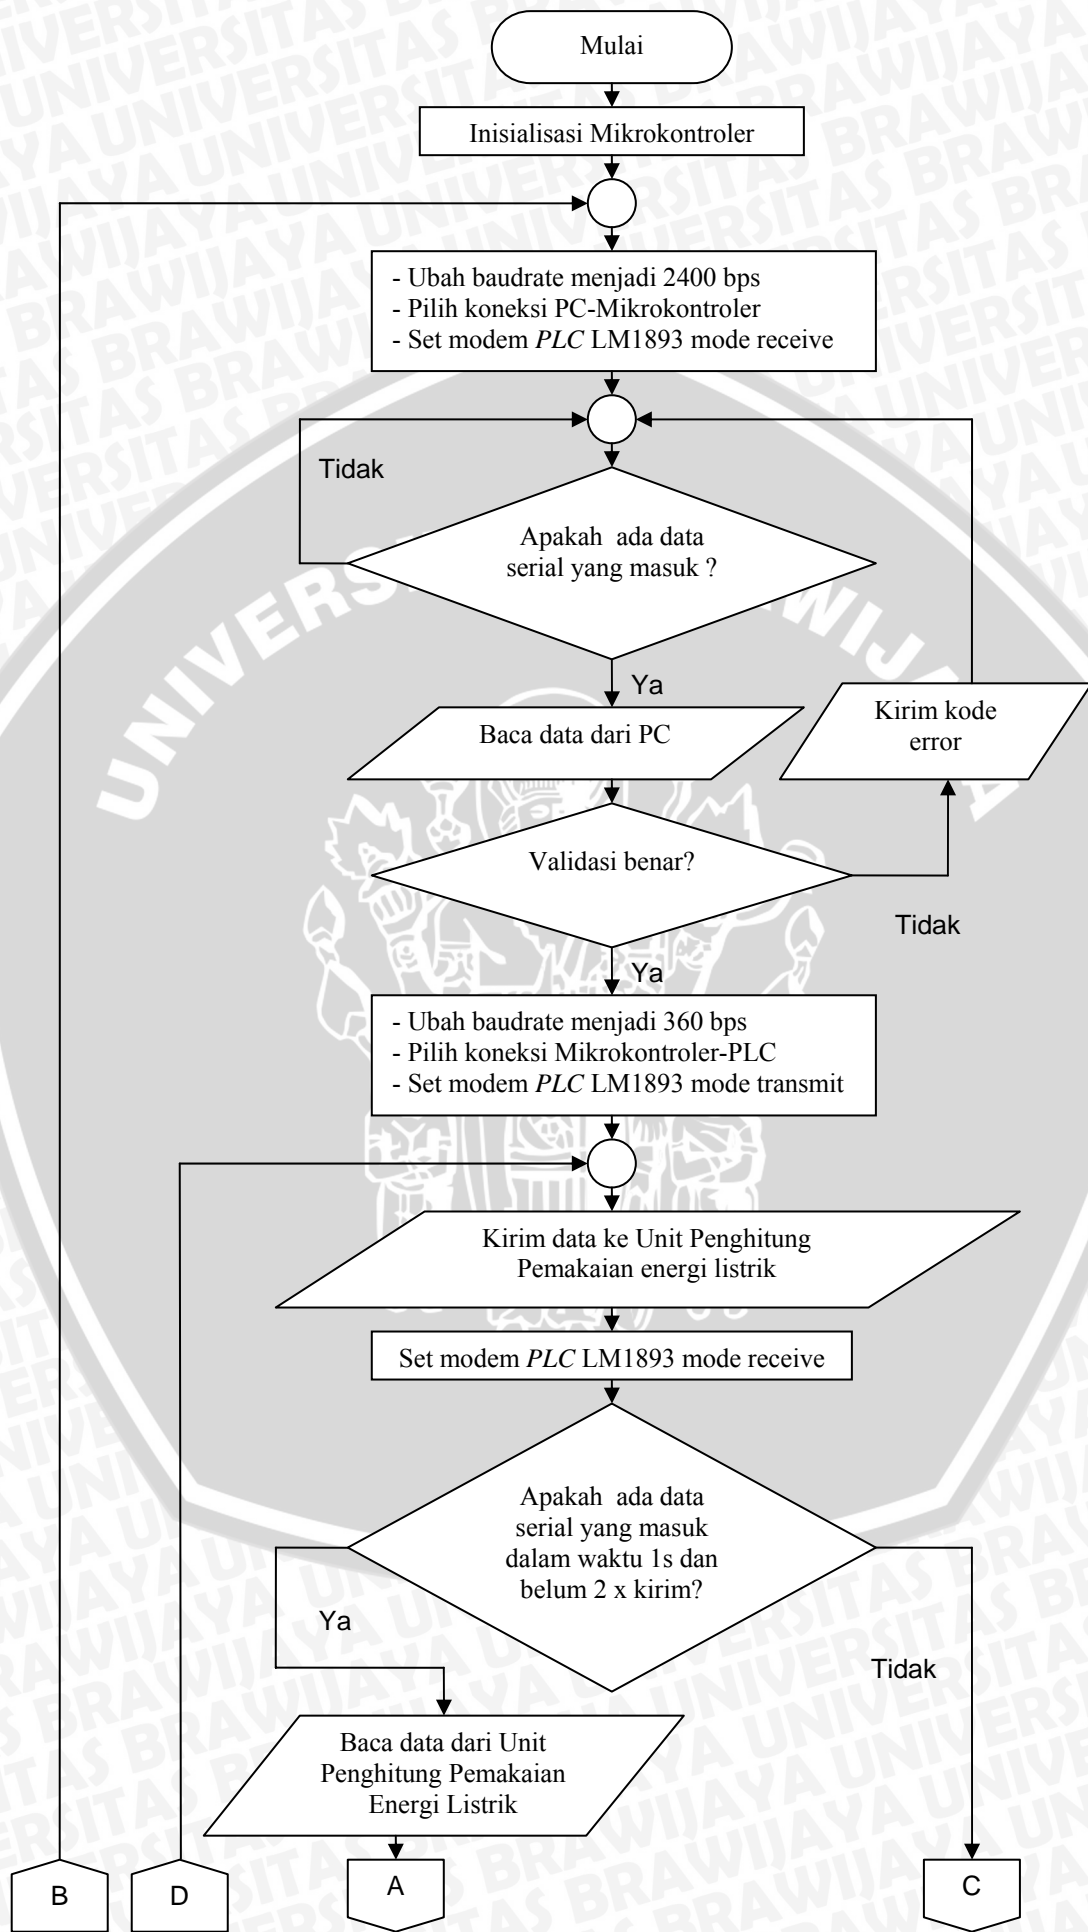 Mulai
Inisialisasi Mikrokontroler
- Ubah baudrate menjadi 2400 bps
- Pilih koneksi PC-Mikrokontroler
- Set modem PLC LM1893 mode receive
Tidak
Apakah  ada data
serial yang masuk ?
Ya
Baca data dari PC
Kirim kode
error
Validasi benar?
Tidak
Ya
- Ubah baudrate menjadi 360 bps
- Pilih koneksi Mikrokontroler-PLC
- Set modem PLC LM1893 mode transmit
Kirim data ke Unit Penghitung
Pemakaian energi listrik
Set modem PLC LM1893 mode receive
Apakah  ada data
serial yang masuk
dalam waktu 1s dan
belum 2 x kirim?
Ya
Tidak
Baca data dari Unit
Penghitung Pemakaian
Energi Listrik
B
D
A
C